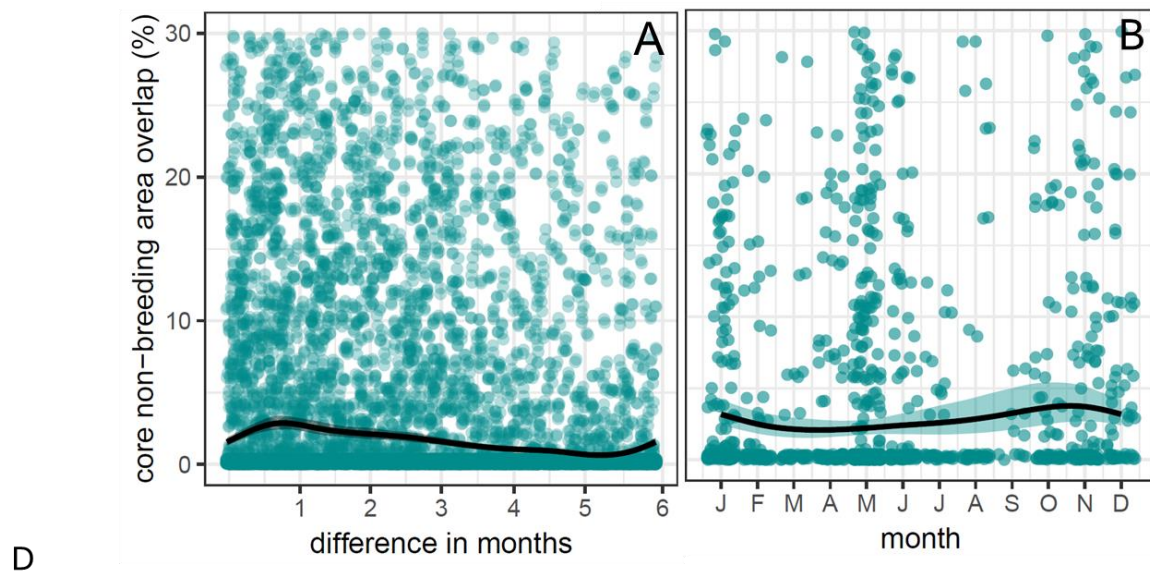 core non−breeding area overlap (%)
30
20
10
0
A
1 2 3 4 5 6
difference in months
B
J F M A M J J A S O N D
month
D